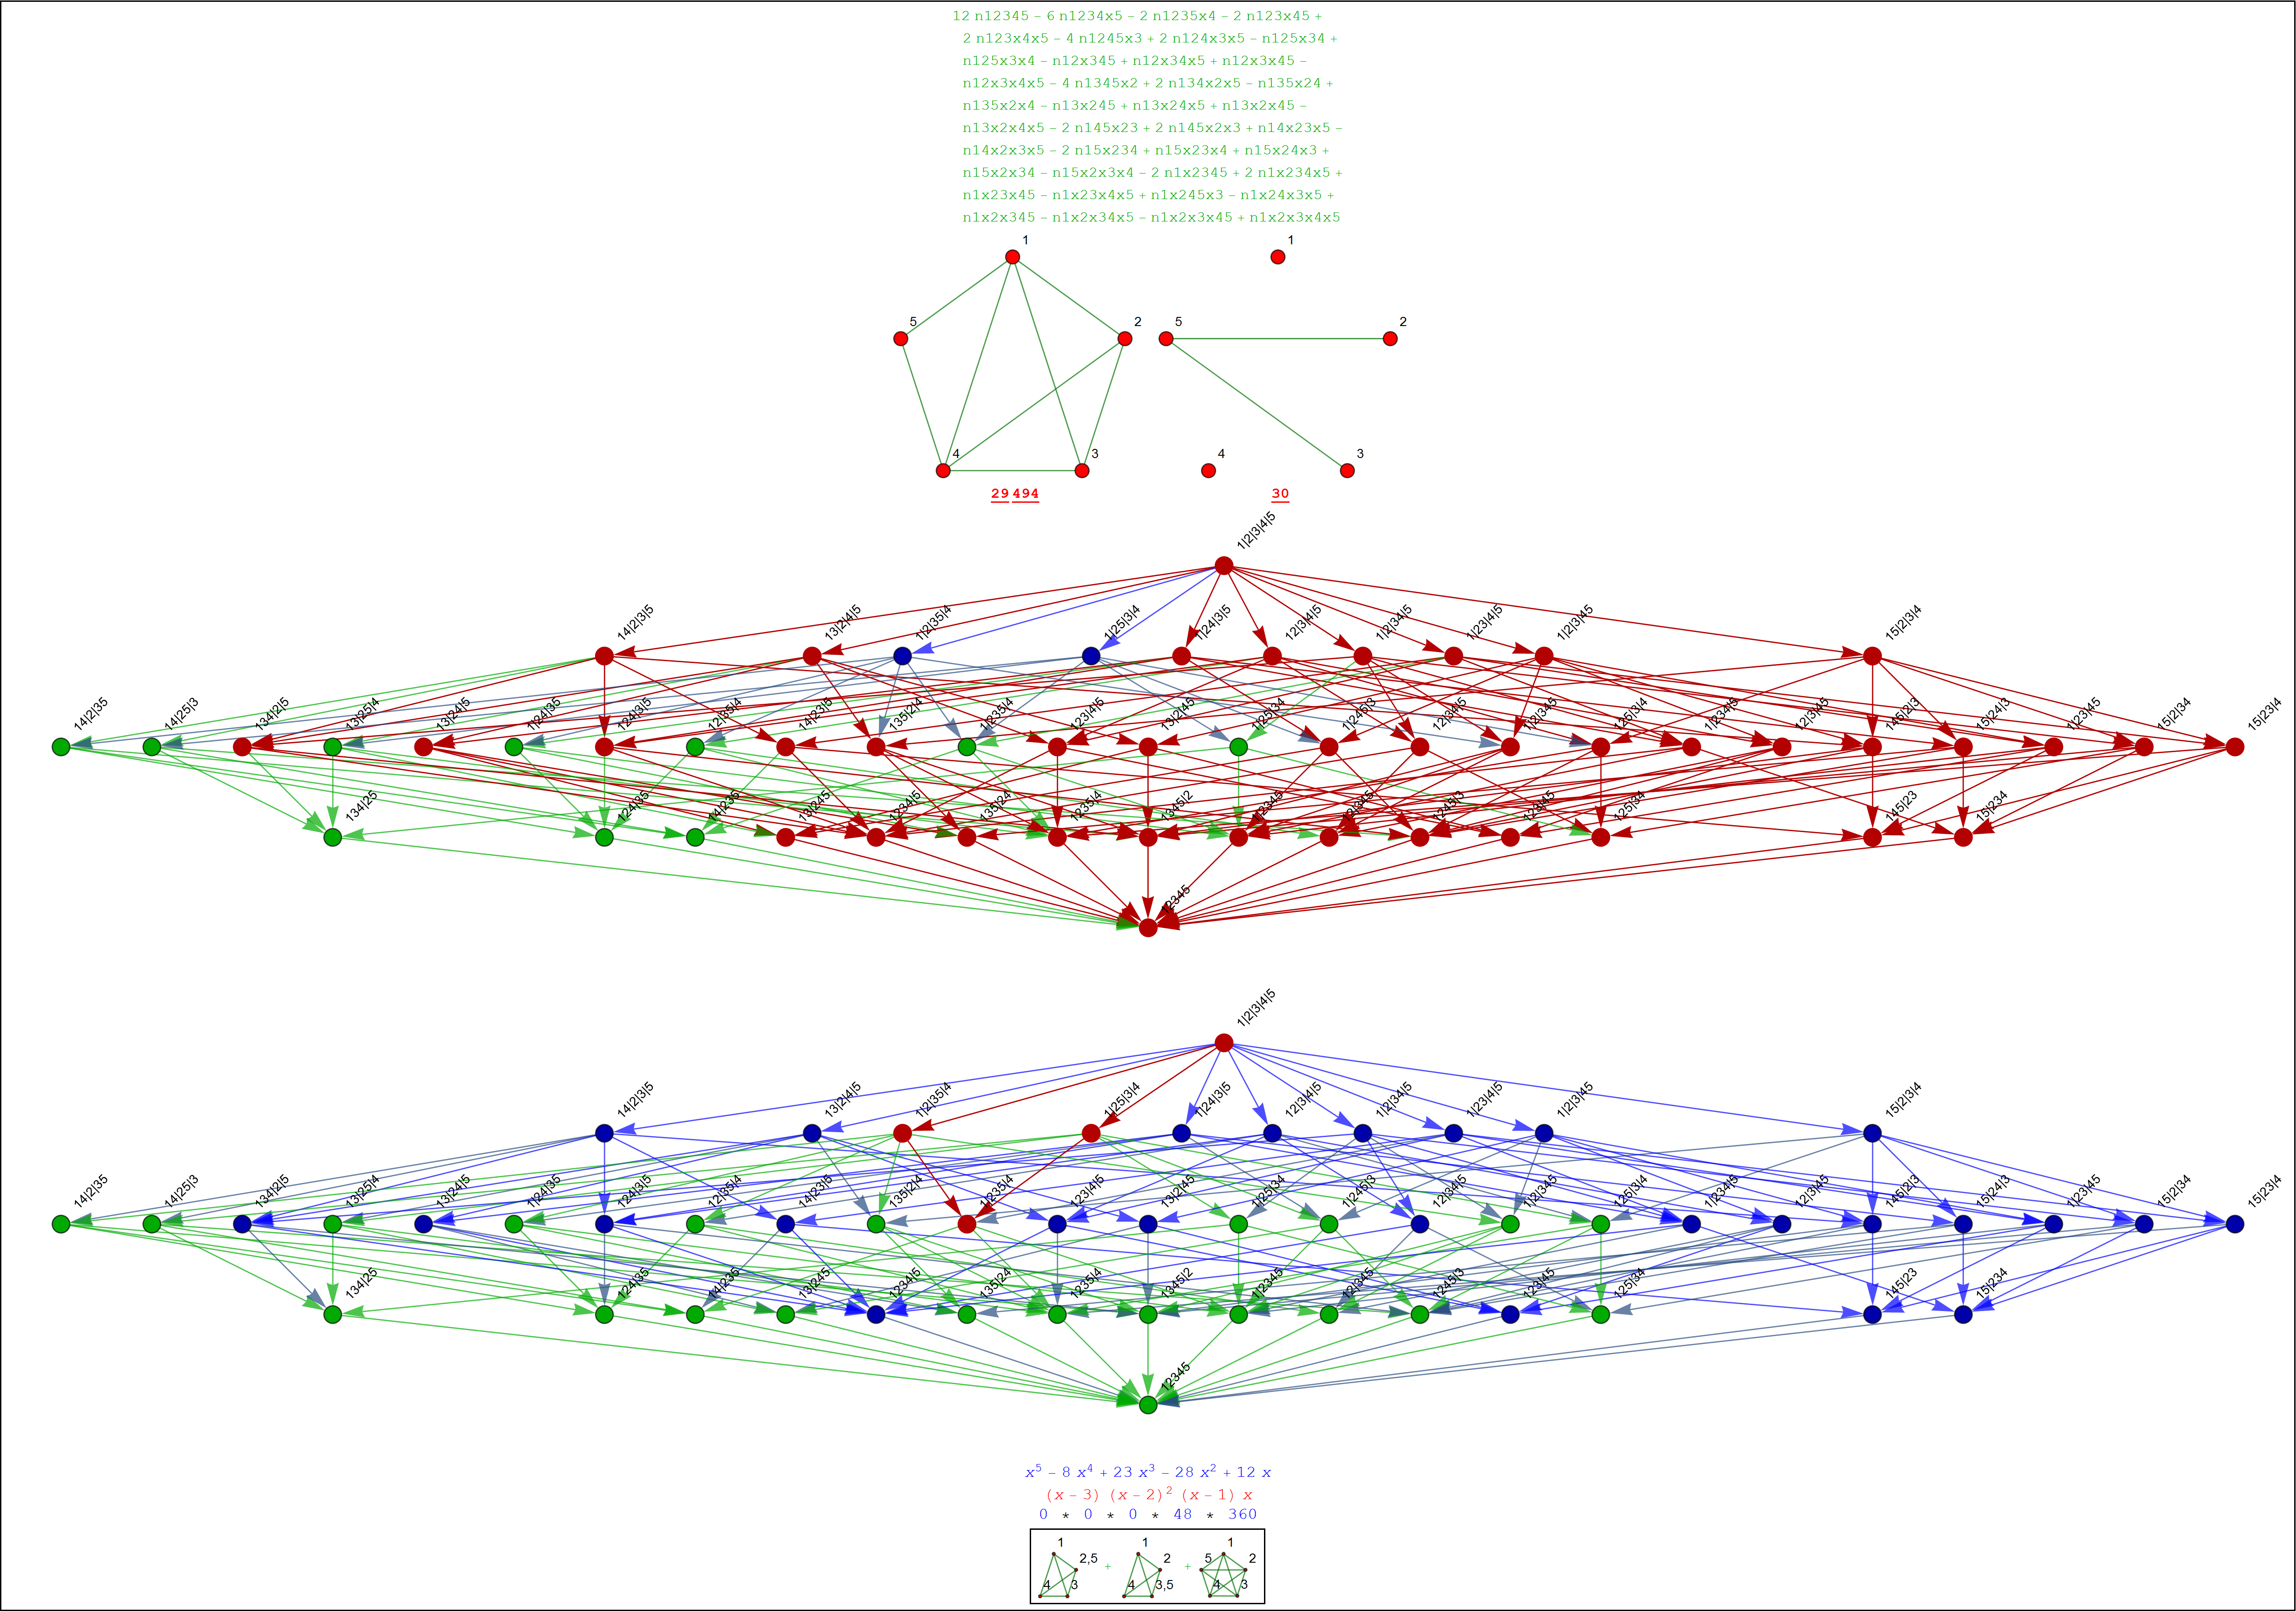 12 n12345 – 6 n1234x5 – 2 n1235x4 – 2 n123x45 +
2 n123x4x5 – 4 n1245x3 + 2 n124x3x5 – n125x34 +
n125x3x4 – n12x345 + n12x34x5 + n12x3x45 –
n12x3x4x5 – 4 n1345x2 + 2 n134x2x5 – n135x24 +
n135x2x4 – n13x245 + n13x24x5 + n13x2x45 –
n13x2x4x5 – 2 n145x23 + 2 n145x2x3 + n14x23x5 –
n14x2x3x5 – 2 n15x234 + n15x23x4 + n15x24x3 +
n15x2x34 – n15x2x3x4 – 2 n1x2345 + 2 n1x234x5 +
n1x23x45 – n1x23x4x5 + n1x245x3 – n1x24x3x5 +
n1x2x345 – n1x2x34x5 – n1x2x3x45 + n1x2x3x4x5
1 1
5 2 5 2
4 3 4 3
29 494 30
1|2|3|4|5
14|2|3|5 13|2|4|5 1|2|35|4 1|25|3|4 1|24|3|5 12|3|4|5 1|2|34|5 1|23|4|5 1|2|3|45 15|2|3|4
14|2|35 14|25|3 134|2|5 13|25|4 13|24|5 1|24|35 124|3|5 12|35|4 14|23|5 135|2|4 1|235|4 123|4|5 13|2|45 1|25|34 1|245|3 12|34|5 1|2|345 125|3|4 1|234|5 12|3|45 145|2|3 15|24|3 1|23|45 15|2|34 15|23|4
134|25 124|35 14|235 13|245 1234|5 135|24 1235|4 1345|2 1|2345 12|345 1245|3 123|45 125|34 145|23 15|234
12345
1|2|3|4|5
14|2|3|5 13|2|4|5 1|2|35|4 1|25|3|4 1|24|3|5 12|3|4|5 1|2|34|5 1|23|4|5 1|2|3|45 15|2|3|4
14|2|35 14|25|3 134|2|5 13|25|4 13|24|5 1|24|35 124|3|5 12|35|4 14|23|5 135|2|4 1|235|4 123|4|5 13|2|45 1|25|34 1|245|3 12|34|5 1|2|345 125|3|4 1|234|5 12|3|45 145|2|3 15|24|3 1|23|45 15|2|34 15|23|4
134|25 124|35 14|235 13|245 1234|5 135|24 1235|4 1345|2 1|2345 12|345 1245|3 123|45 125|34 145|23 15|234
12345
x⁵ – 8 x⁴ + 23 x³ – 28 x² + 12 x
(x – 3) (x – 2)² (x – 1) x
0 * 0 * 0 * 48 * 360
1 1 1
2,5 + 2 + 5 2
4 3 4 3,5 4 3